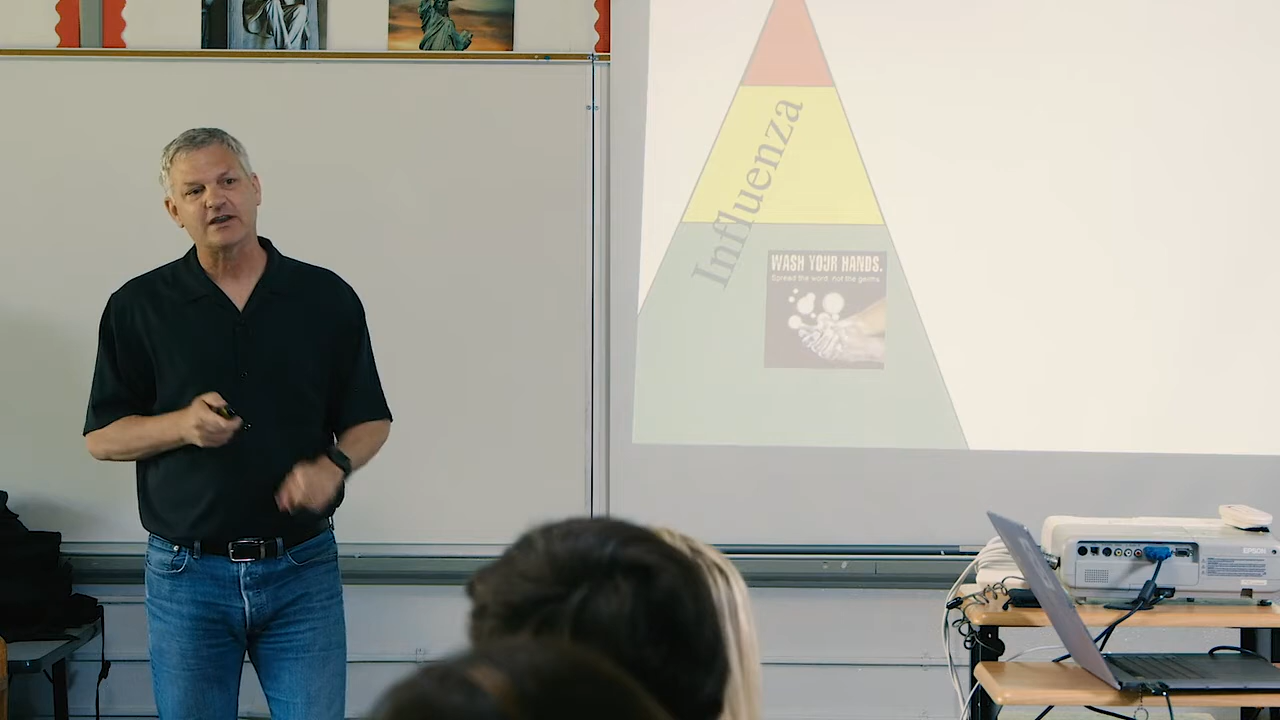 Influenza
WASH YOUR HANDS.
Spread the word, not the germs
EPSON